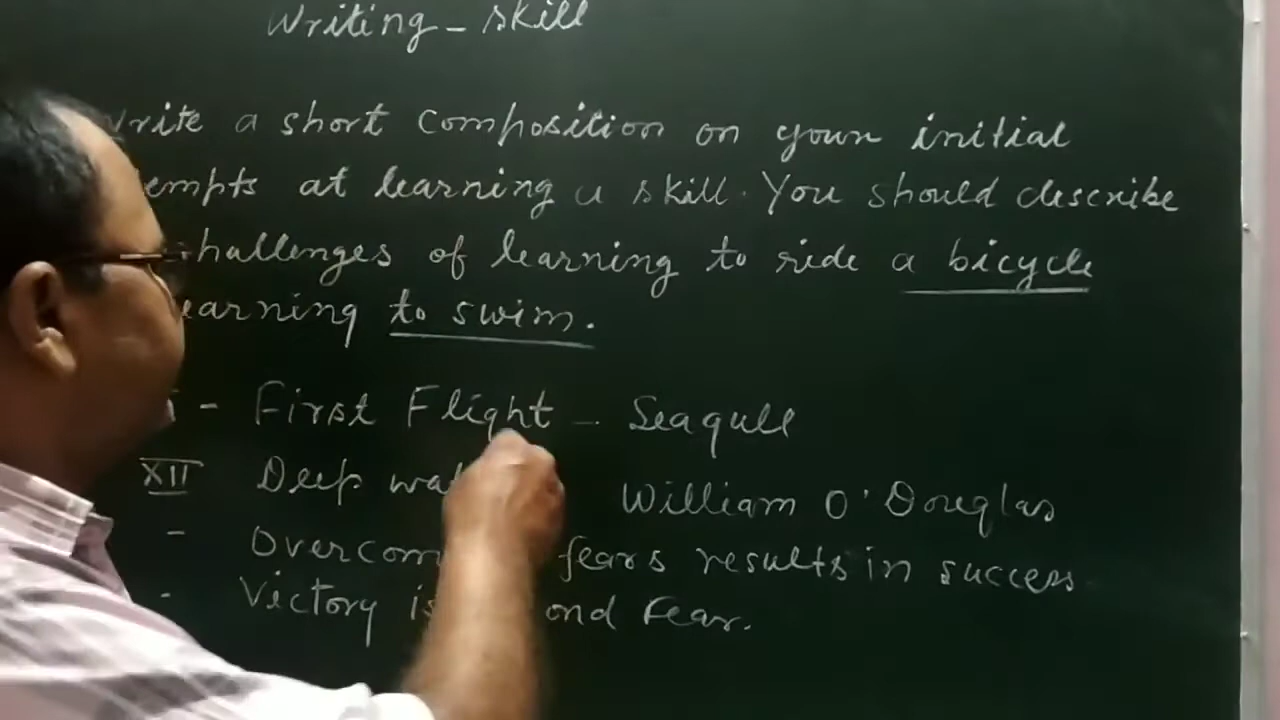 Writing - skill
write a short composition on your initial
empts at learning a skill. You should describe
hallenges of learning to ride a bicycle
earning to swim.
- First Flight - Seagull
XII Deep wat William O' Douglas
- Overcom fears results in success
- Victory is ond Fear.